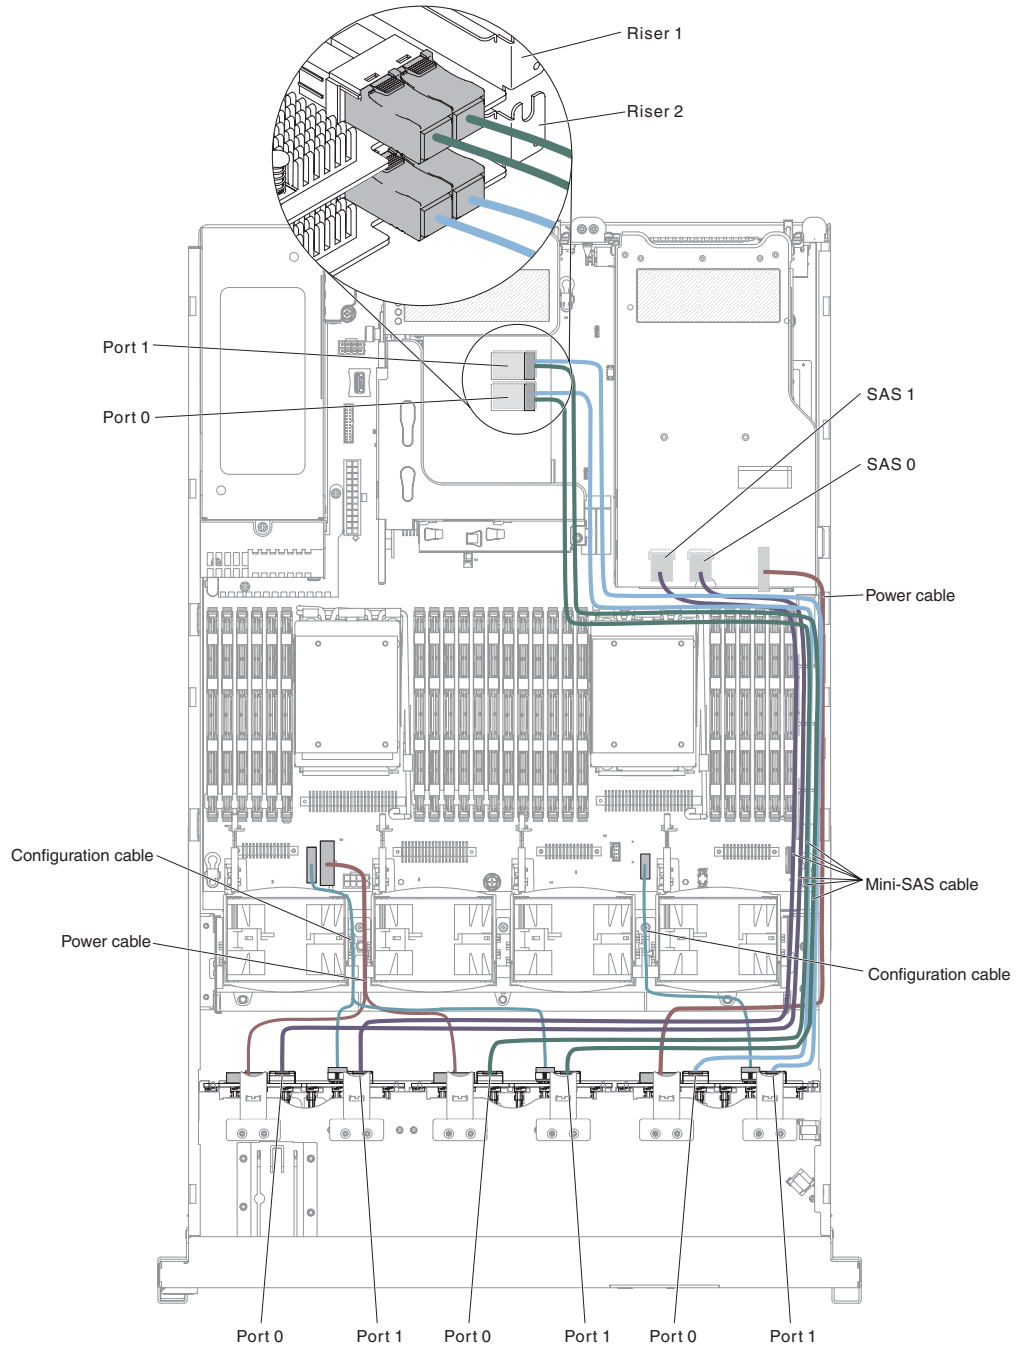 Riser 1
Riser 2
Port 1
Port 0
SAS 1
SAS 0
Power cable
Configuration cable
Mini-SAS cable
Power cable
Configuration cable
Port 0
Port 1
Port 0
Port 1
Port 0
Port 1